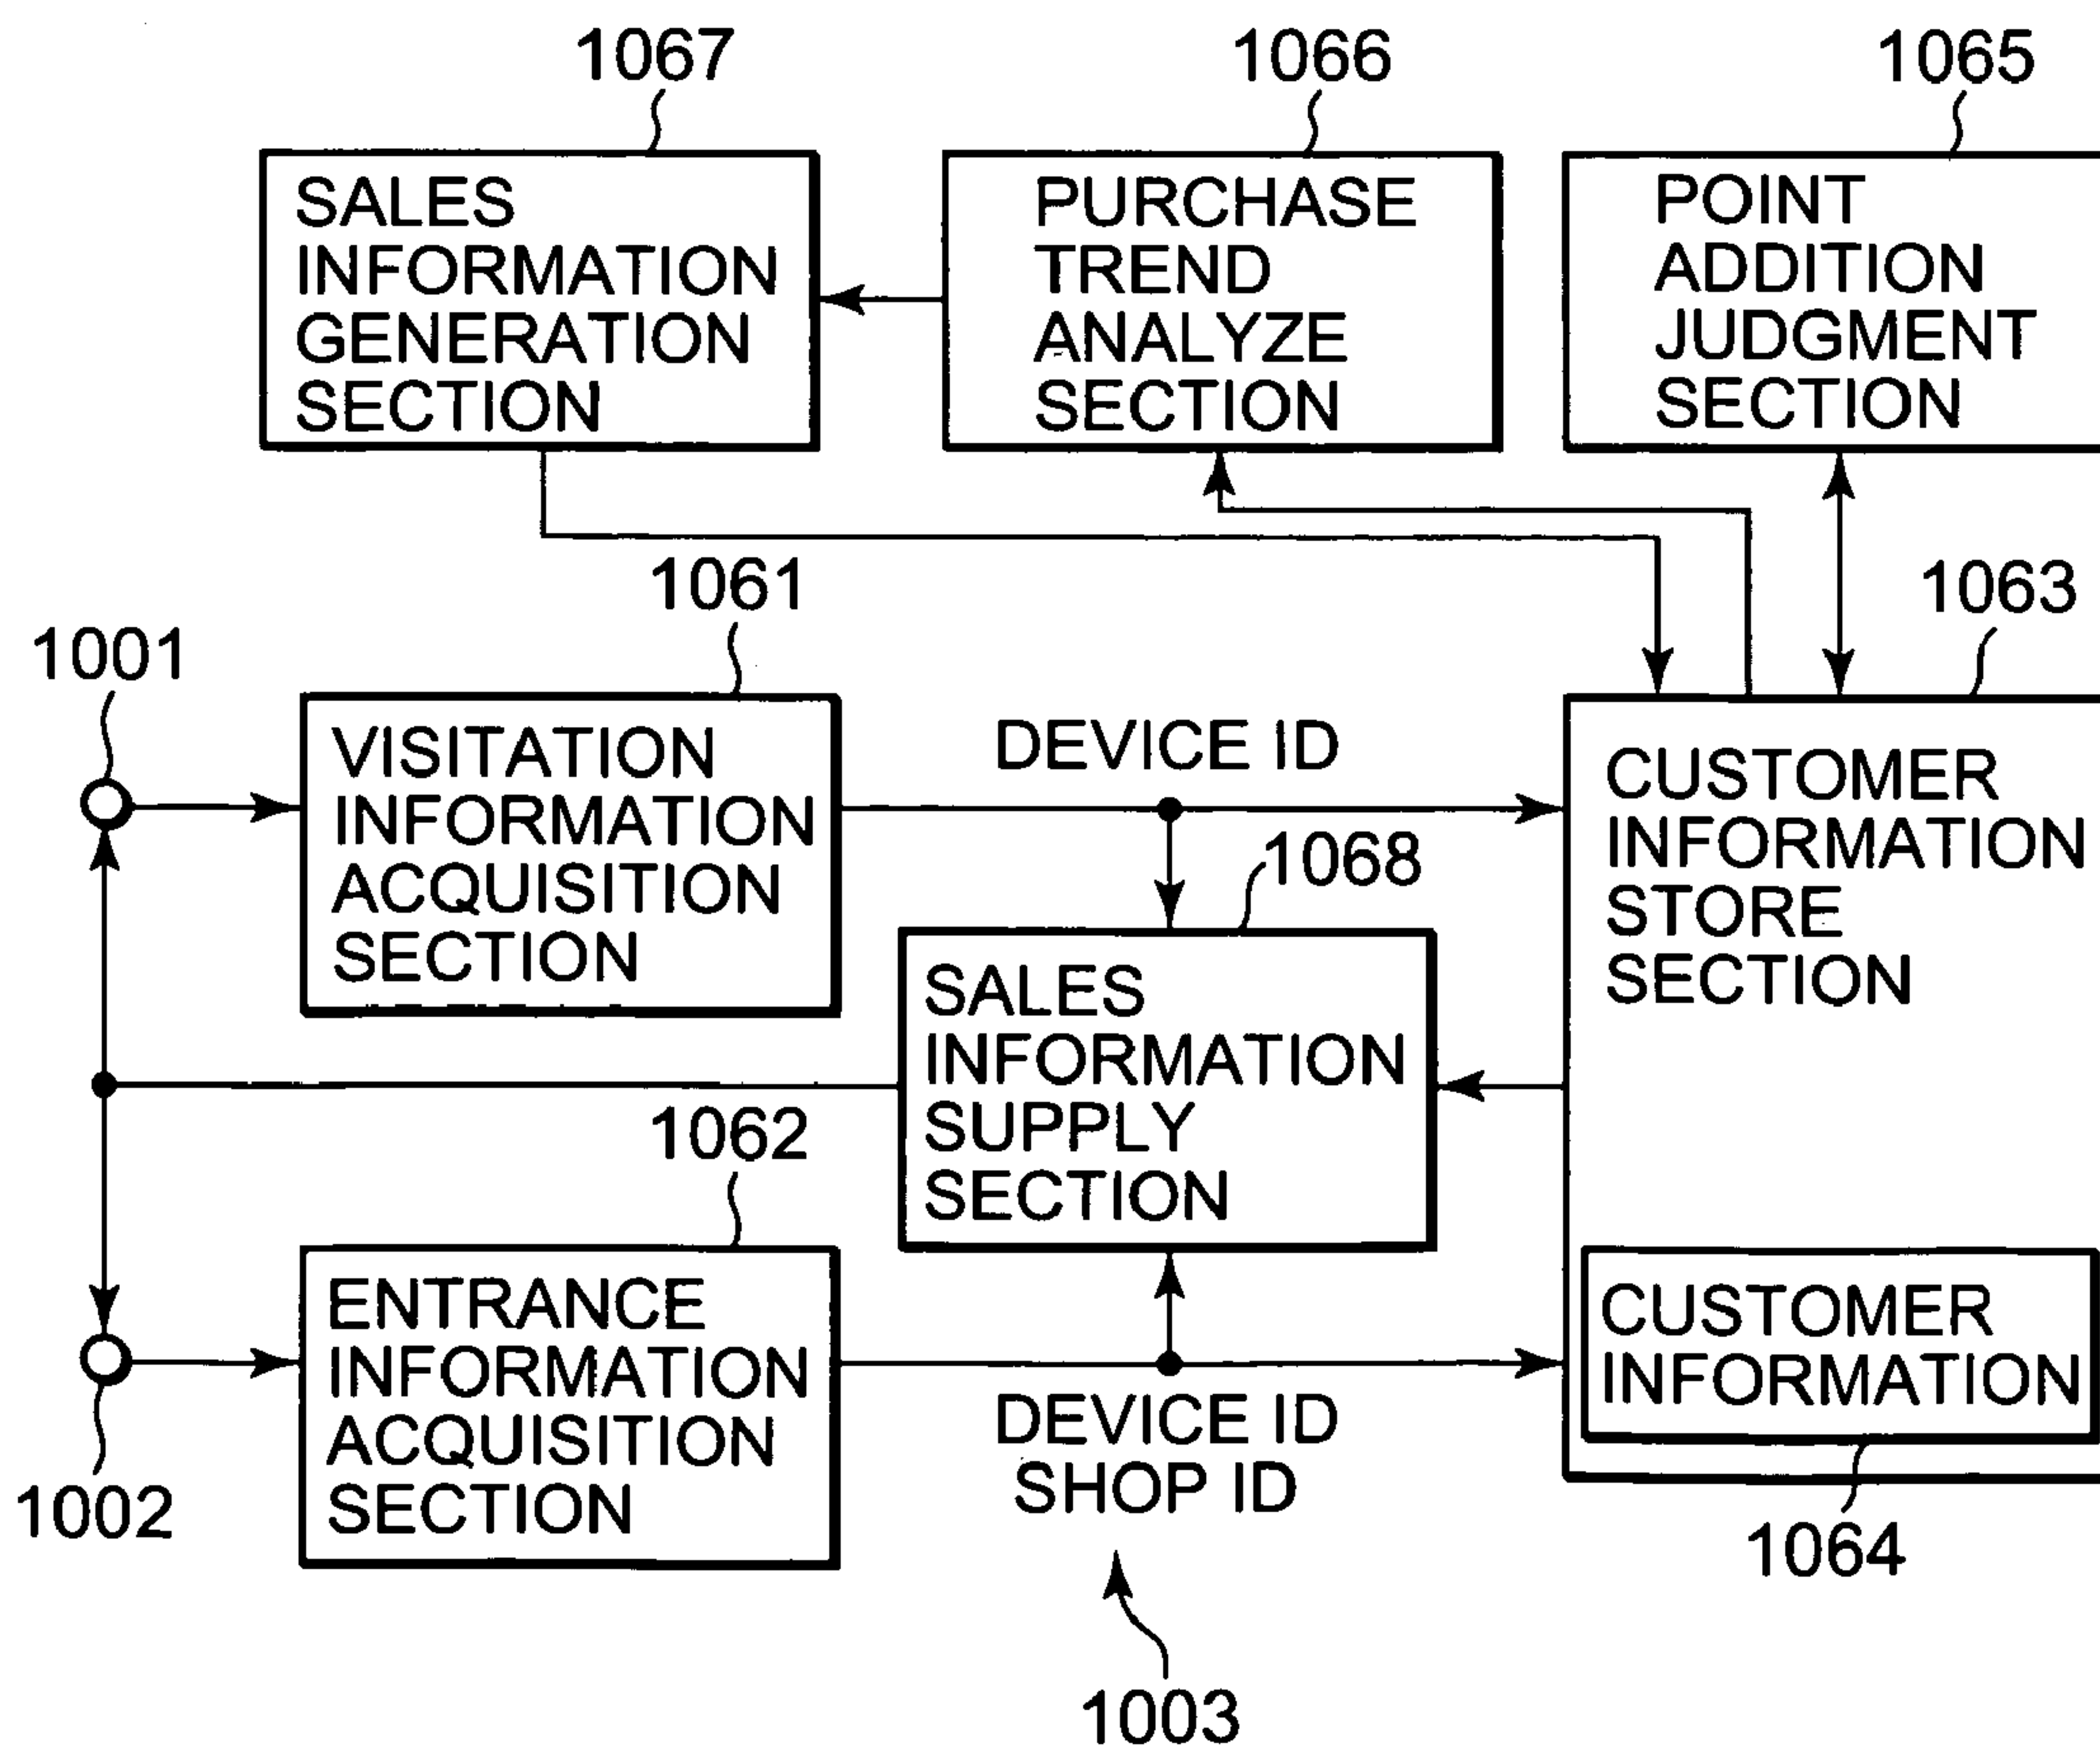 1067
1066
1065
SALES
INFORMATION
GENERATION
SECTION
PURCHASE
TREND
ANALYZE
SECTION
POINT
ADDITION
JUDGMENT
SECTION
1061
1063
1001
VISITATION
INFORMATION
ACQUISITION
SECTION
DEVICE ID
CUSTOMER
INFORMATION
STORE
SECTION
1068
SALES
INFORMATION
SUPPLY
SECTION
1062
ENTRANCE
INFORMATION
ACQUISITION
SECTION
CUSTOMER
INFORMATION
DEVICE ID
SHOP ID
1002
1064
1003